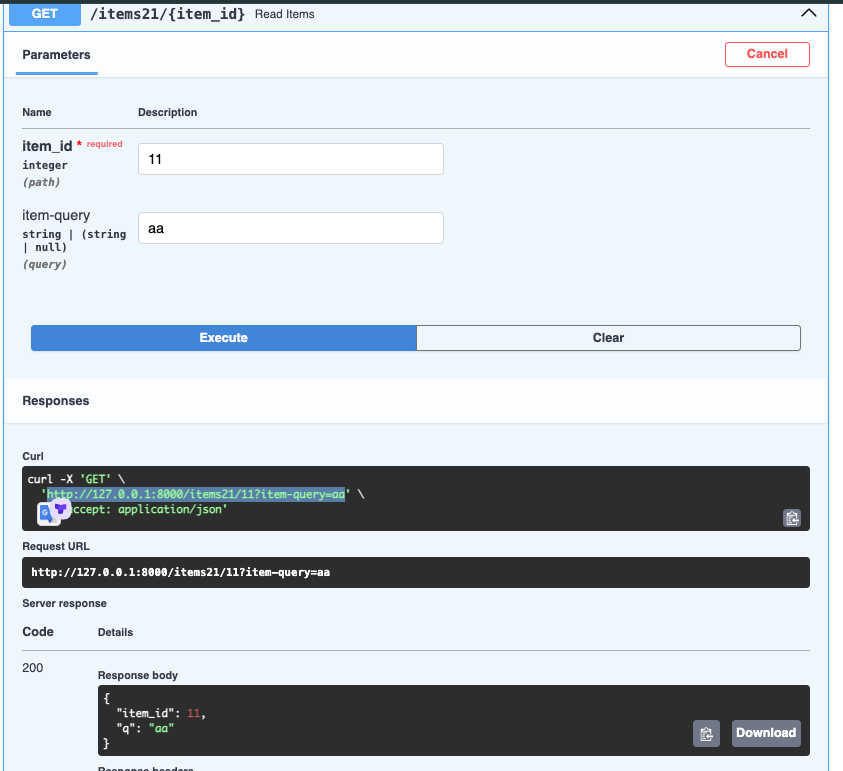 GET /items21/{item_id} Read Items
Parameters
Cancel
Name Description
item_id * required
integer
(path)
11
item-query
string | (string
| null)
(query)
aa
Execute Clear
Responses
Curl
curl -X 'GET' \
'http://127.0.0.1:8000/items21/11?item-query=aa' \
ccept: application/json'
Request URL
http://127.0.0.1:8000/items21/11?item-query=aa
Server response
Code Details
200
Response body
{
"item_id": 11,
"q": "aa"
}
Download
Response headers